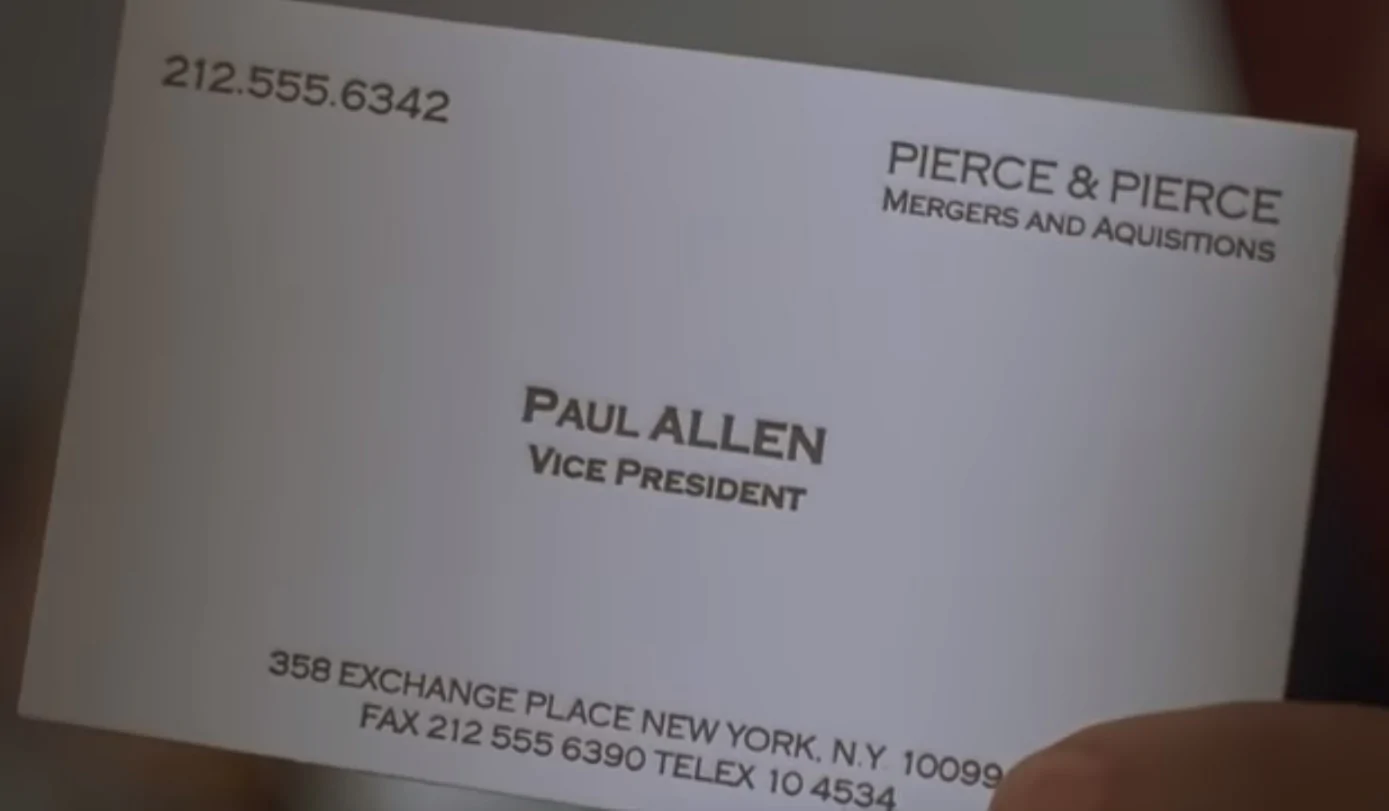 212.555.6342
PIERCE & PIERCE
MERGERS AND AQUISITIONS
PAUL ALLEN
VICE PRESIDENT
358 EXCHANGE PLACE NEW YORK, N.Y. 10099
FAX 212 555 6390 TELEX 10 4534